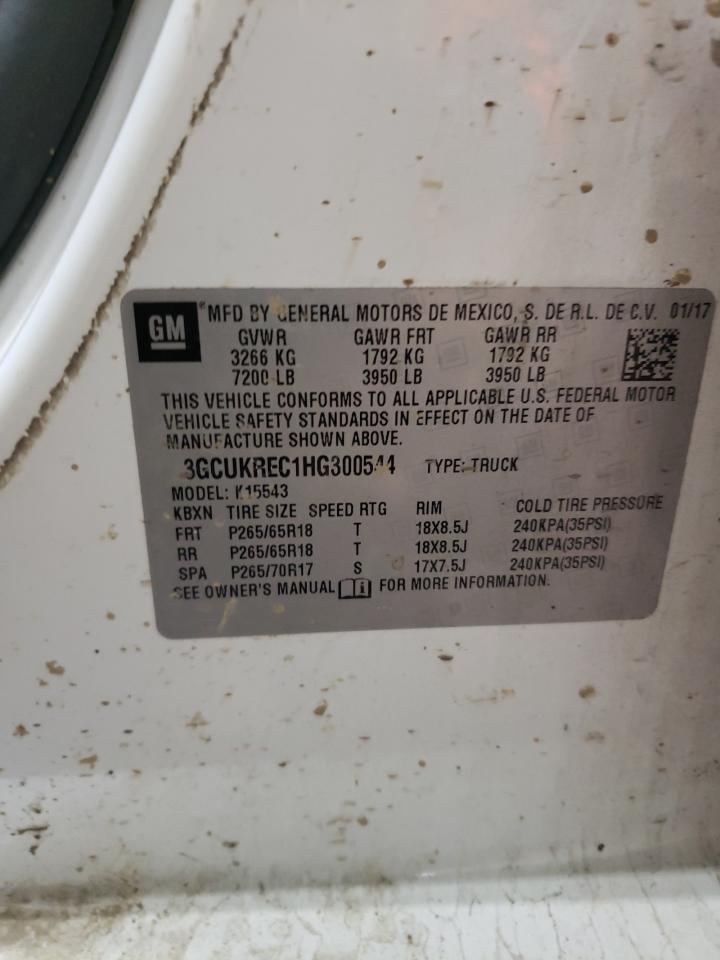 GM ® MFD BY GENERAL MOTORS DE MEXICO, S. DE R.L. DE C.V. 01/17
GVWR GAWR FRT GAWR RR
3266 KG 1792 KG 1792 KG
7200 LB 3950 LB 3950 LB
THIS VEHICLE CONFORMS TO ALL APPLICABLE U.S. FEDERAL MOTOR
VEHICLE SAFETY STANDARDS IN EFFECT ON THE DATE OF
MANUFACTURE SHOWN ABOVE.
3GCUKREC1HG300544 TYPE: TRUCK
MODEL: K15543
KBXN TIRE SIZE SPEED RTG RIM COLD TIRE PRESSURE
FRT P265/65R18 T 18X8.5J 240KPA(35PSI)
RR P265/65R18 T 18X8.5J 240KPA(35PSI)
SPA P265/70R17 S 17X7.5J 240KPA(35PSI)
SEE OWNER'S MANUAL FOR MORE INFORMATION.